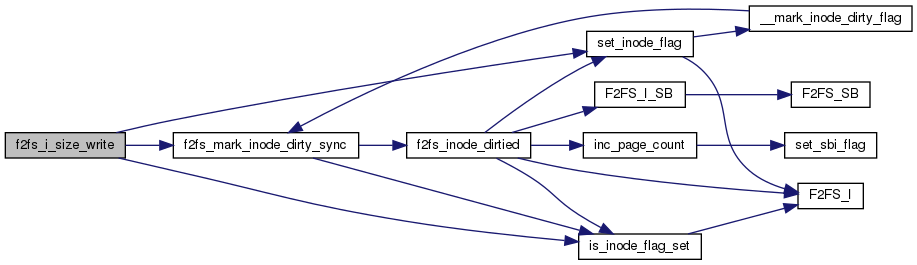 __mark_inode_dirty_flag
set_inode_flag
F2FS_I_SB
F2FS_SB
f2fs_i_size_write
f2fs_mark_inode_dirty_sync
f2fs_inode_dirtied
inc_page_count
set_sbi_flag
F2FS_I
is_inode_flag_set